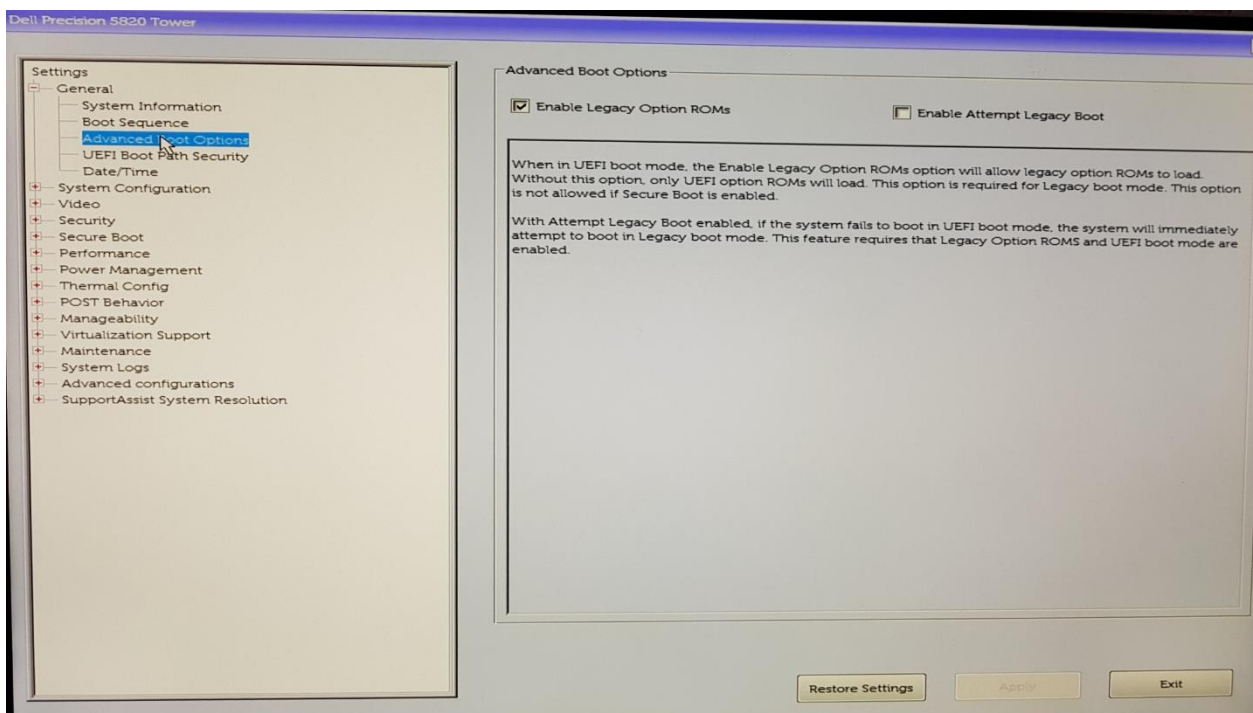 Dell Precision 5820 Tower
Settings
General
System Information
Boot Sequence
Advanced Boot Options
UEFI Boot Path Security
Date/Time
System Configuration
Video
Security
Secure Boot
Performance
Power Management
Thermal Config
POST Behavior
Manageability
Virtualization Support
Maintenance
System Logs
Advanced configurations
SupportAssist System Resolution
Advanced Boot Options
Enable Legacy Option ROMs
Enable Attempt Legacy Boot
When in UEFI boot mode, the Enable Legacy Option ROMs option will allow legacy option ROMs to load.
Without this option, only UEFI option ROMs will load. This option is required for Legacy boot mode. This option
is not allowed if Secure Boot is enabled.
With Attempt Legacy Boot enabled, if the system fails to boot in UEFI boot mode, the system will immediately
attempt to boot in Legacy boot mode. This feature requires that Legacy Option ROMS and UEFI boot mode are
enabled.
Restore Settings
Apply
Exit